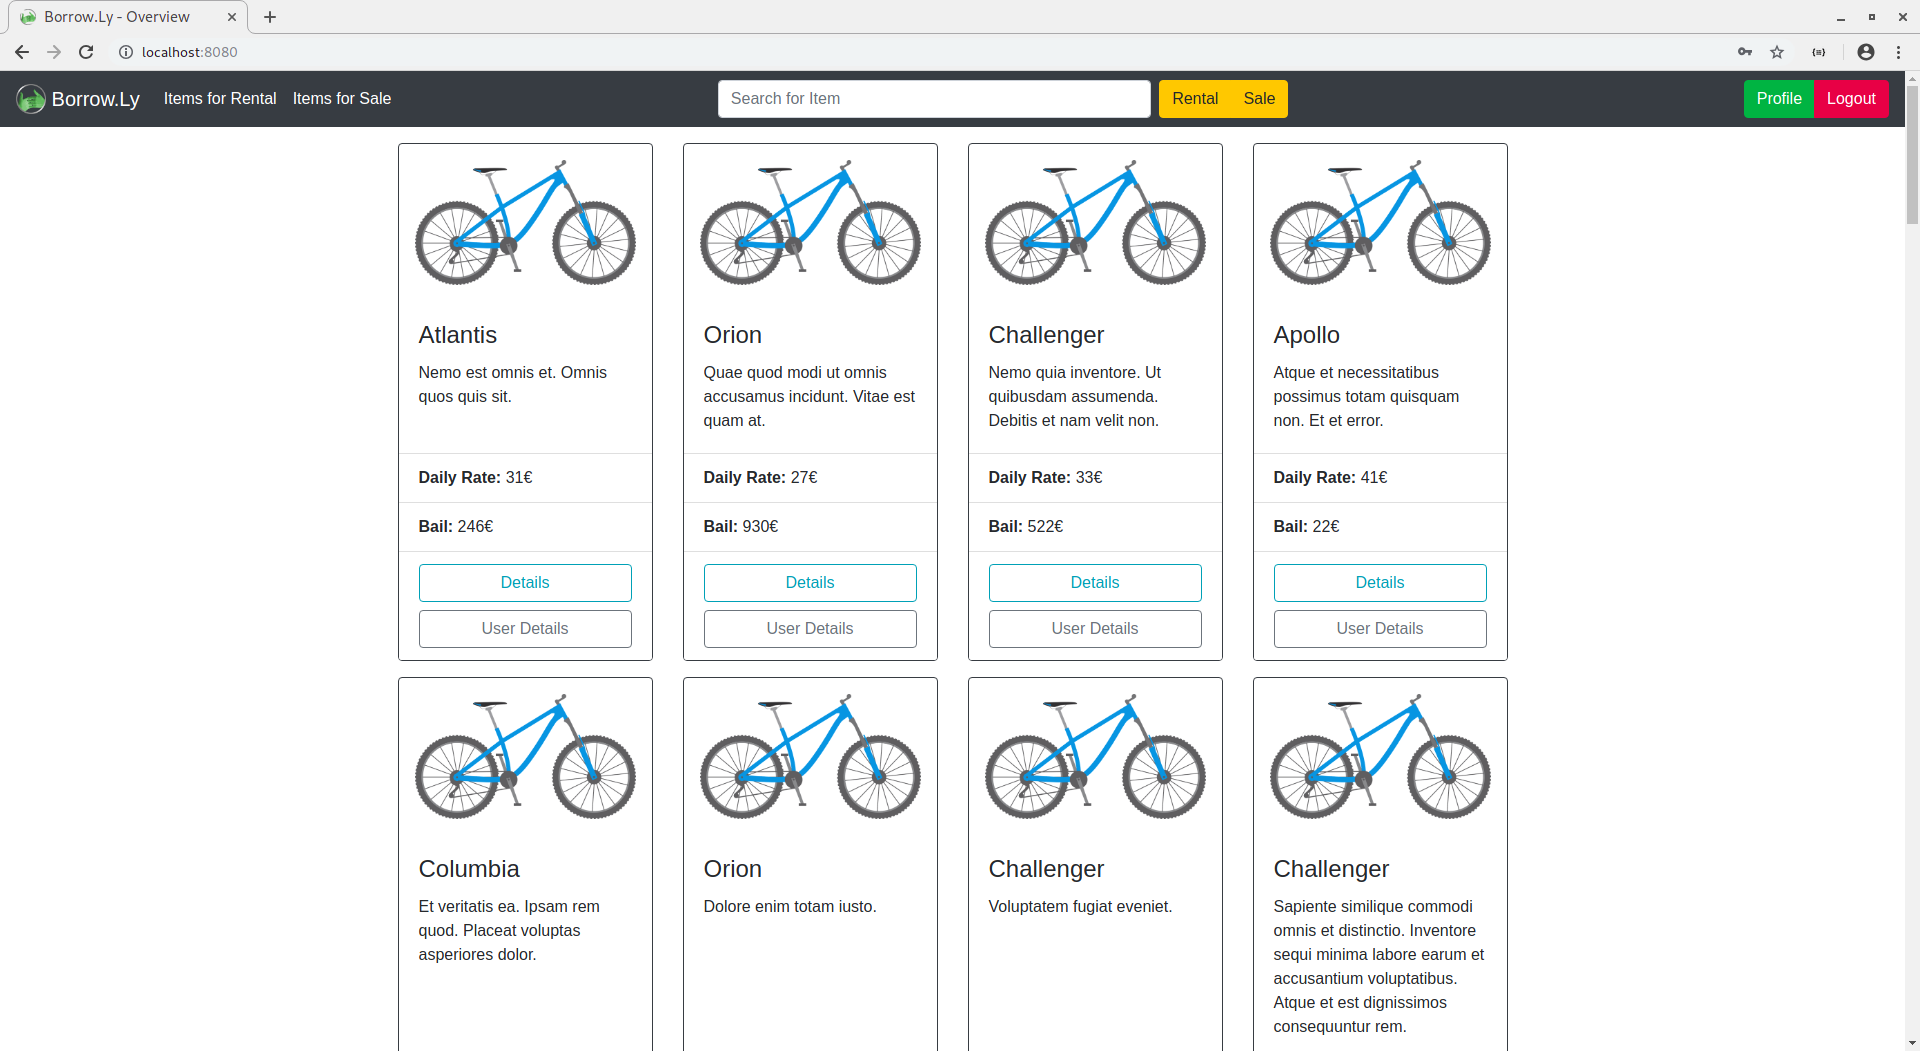 Borrow.Ly - Overview
localhost:8080
Borrow.Ly Items for Rental Items for Sale Search for Item Rental Sale Profile Logout
Atlantis
Nemo est omnis et. Omnis
quos quis sit.
Daily Rate: 31€
Bail: 246€
Details
User Details
Orion
Quae quod modi ut omnis
accusamus incidunt. Vitae est
quam at.
Daily Rate: 27€
Bail: 930€
Details
User Details
Challenger
Nemo quia inventore. Ut
quibusdam assumenda.
Debitis et nam velit non.
Daily Rate: 33€
Bail: 522€
Details
User Details
Apollo
Atque et necessitatibus
possimus totam quisquam
non. Et et error.
Daily Rate: 41€
Bail: 22€
Details
User Details
Columbia
Et veritatis ea. Ipsam rem
quod. Placeat voluptas
asperiores dolor.
Orion
Dolore enim totam iusto.
Challenger
Voluptatem fugiat eveniet.
Challenger
Sapiente similique commodi
omnis et distinctio. Inventore
sequi minima labore earum et
accusantium voluptatibus.
Atque et est dignissimos
consequuntur rem.